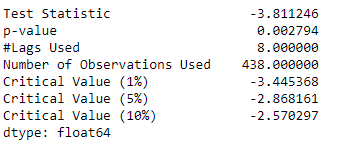 Test Statistic -3.811246
p-value 0.002794
#Lags Used 8.000000
Number of Observations Used 438.000000
Critical Value (1%) -3.445368
Critical Value (5%) -2.868161
Critical Value (10%) -2.570297
dtype: float64